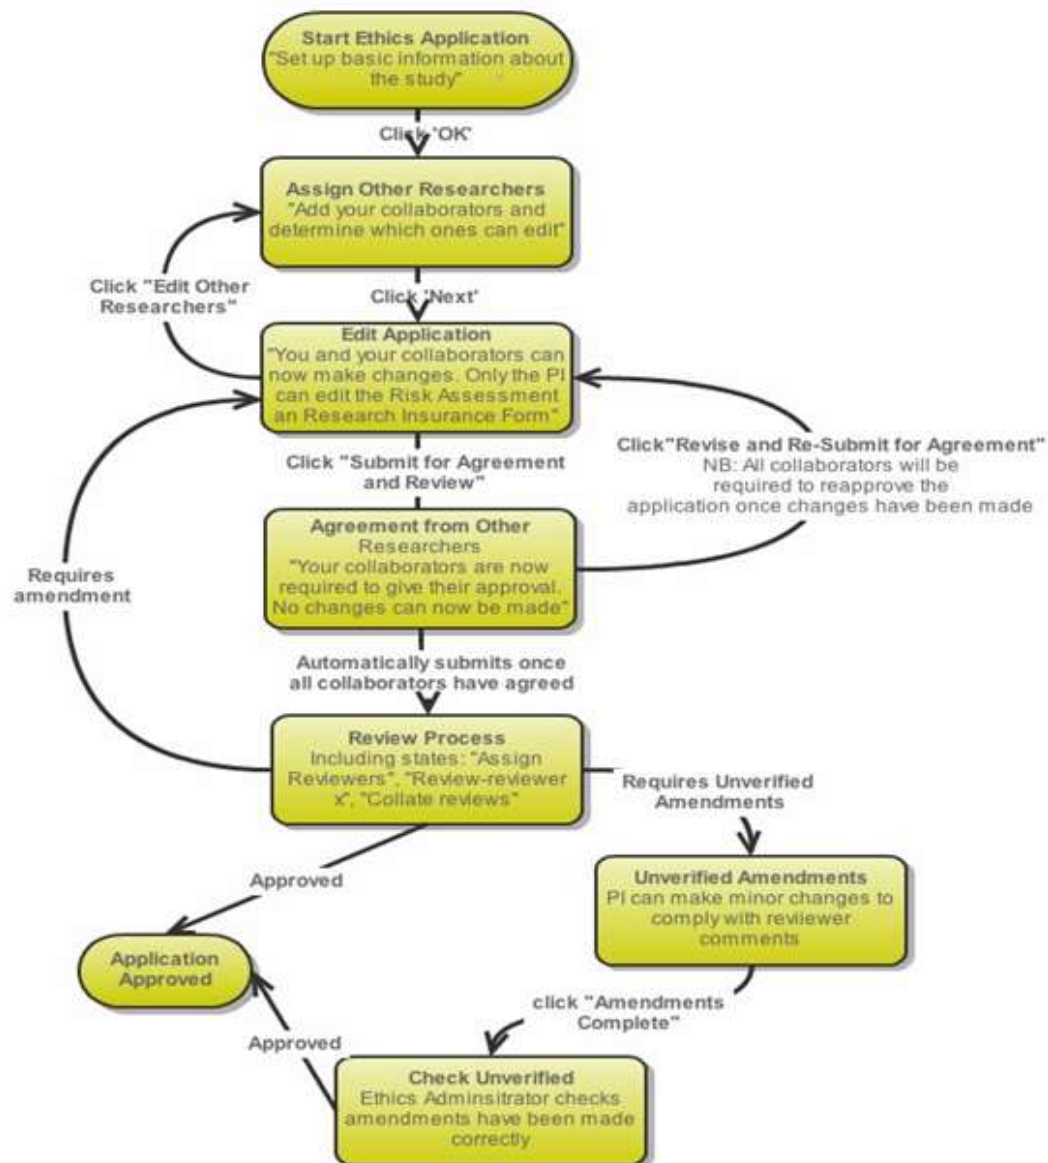 Start Ethics Application
"Set up basic information about
the study"
Click 'OK'
Assign Other Researchers
"Add your collaborators and
determine which ones can edit"
Click "Edit Other
Researchers"
Click 'Next'
Edit Application
"You and your collaborators can
now make changes. Only the PI
can edit the Risk Assessment
an Research Insurance Form"
Click "Submit for Agreement
and Review"
Click"Revise and Re-Submit for Agreement"
NB: All collaborators will be
required to reapprove the
application once changes have been made
Agreement from Other
Researchers
"Your collaborators are now
required to give their approval.
No changes can now be made"
Requires
amendment
Automatically submits once
all collaborators have agreed
Review Process
Including states: "Assign
Reviewers", "Review-reviewer
x", "Collate reviews"
Requires Unverified
Amendments
Approved
Unverified Amendments
PI can make minor changes to
comply with reviiewer
comments
Application
Approved
click "Amendments
Complete"
Approved
Check Unverified
Ethics Adminsitrator checks
amendments have been made
correctly